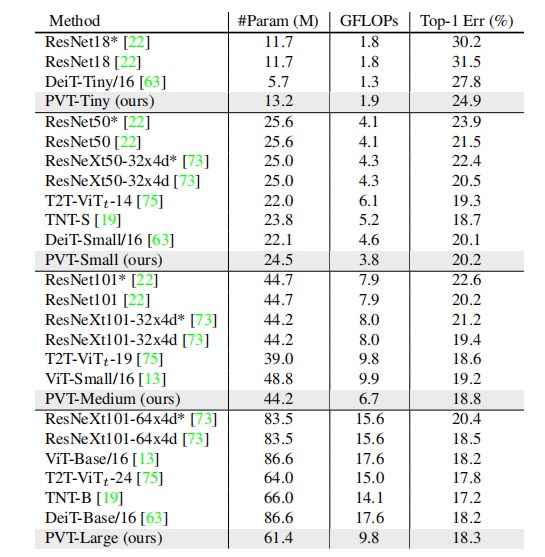 Method #Param (M) GFLOPs Top-1 Err (%)
ResNet18* [22] 11.7 1.8 30.2
ResNet18 [22] 11.7 1.8 31.5
DeiT-Tiny/16 [63] 5.7 1.3 27.8
PVT-Tiny (ours) 13.2 1.9 24.9
ResNet50* [22] 25.6 4.1 23.9
ResNet50 [22] 25.6 4.1 21.5
ResNeXt50-32x4d* [73] 25.0 4.3 22.4
ResNeXt50-32x4d [73] 25.0 4.3 20.5
T2T-ViTt-14 [75] 22.0 6.1 19.3
TNT-S [19] 23.8 5.2 18.7
DeiT-Small/16 [63] 22.1 4.6 20.1
PVT-Small (ours) 24.5 3.8 20.2
ResNet101* [22] 44.7 7.9 22.6
ResNet101 [22] 44.7 7.9 20.2
ResNeXt101-32x4d* [73] 44.2 8.0 21.2
ResNeXt101-32x4d [73] 44.2 8.0 19.4
T2T-ViTt-19 [75] 39.0 9.8 18.6
ViT-Small/16 [13] 48.8 9.9 19.2
PVT-Medium (ours) 44.2 6.7 18.8
ResNeXt101-64x4d* [73] 83.5 15.6 20.4
ResNeXt101-64x4d [73] 83.5 15.6 18.5
ViT-Base/16 [13] 86.6 17.6 18.2
T2T-ViTt-24 [75] 64.0 15.0 17.8
TNT-B [19] 66.0 14.1 17.2
DeiT-Base/16 [63] 86.6 17.6 18.2
PVT-Large (ours) 61.4 9.8 18.3